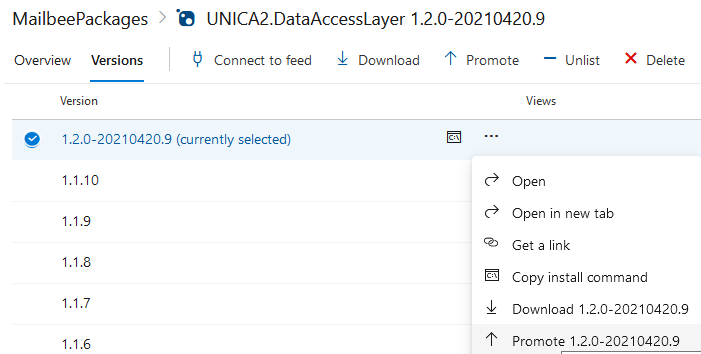 MailbeePackages > UNICA2.DataAccessLayer 1.2.0-20210420.9
Overview Versions Connect to feed Download Promote Unlist Delete
Version Views
1.2.0-20210420.9 (currently selected) C:\ ...
1.1.10
1.1.9
1.1.8
1.1.7
1.1.6
Open
Open in new tab
Get a link
C:\ Copy install command
Download 1.2.0-20210420.9
Promote 1.2.0-20210420.9